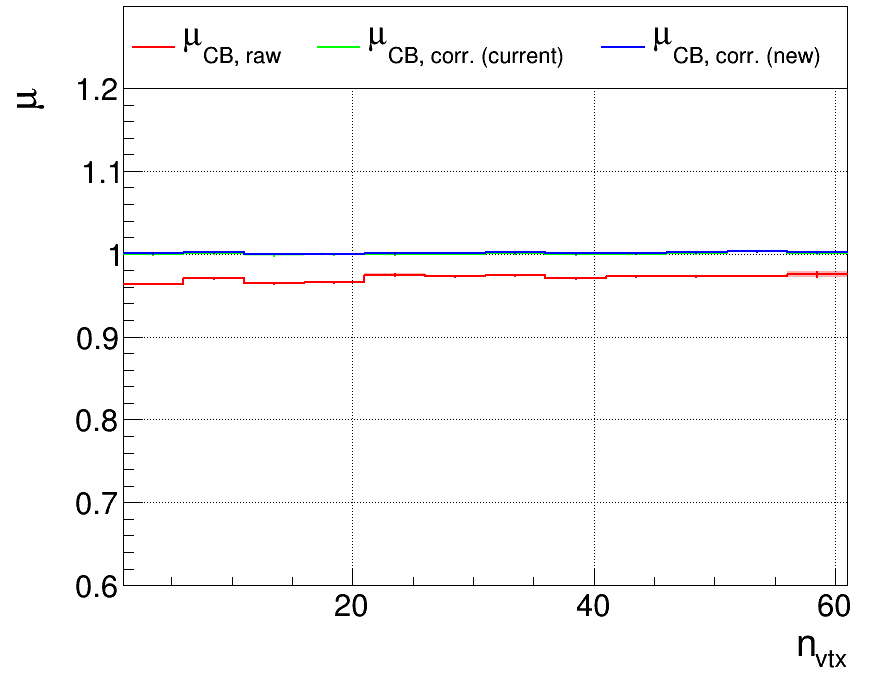 μCB, raw μCB, corr. (current) μCB, corr. (new)
μ
1.2
1.1
1
0.9
0.8
0.7
0.6
20 40 60
nvtx